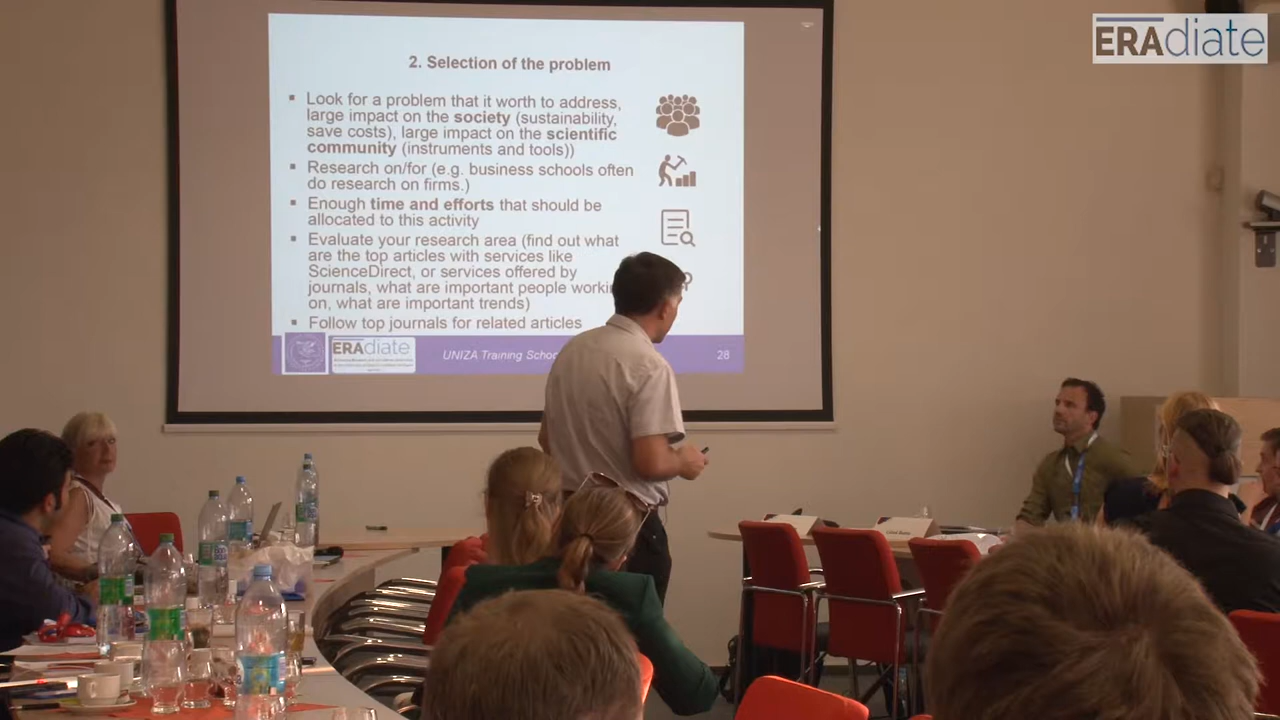 ERAdiate
2. Selection of the problem
▪ Look for a problem that it worth to address,
large impact on the society (sustainability,
save costs), large impact on the scientific
community (instruments and tools))
▪ Research on/for (e.g. business schools often
do research on firms.)
▪ Enough time and efforts that should be
allocated to this activity
▪ Evaluate your research area (find out what
are the top articles with services like
ScienceDirect, or services offered by
journals, what are important people
on, what are important trends)
▪ Follow top journals for related articles
ERAdiate
UNIZA Training
28